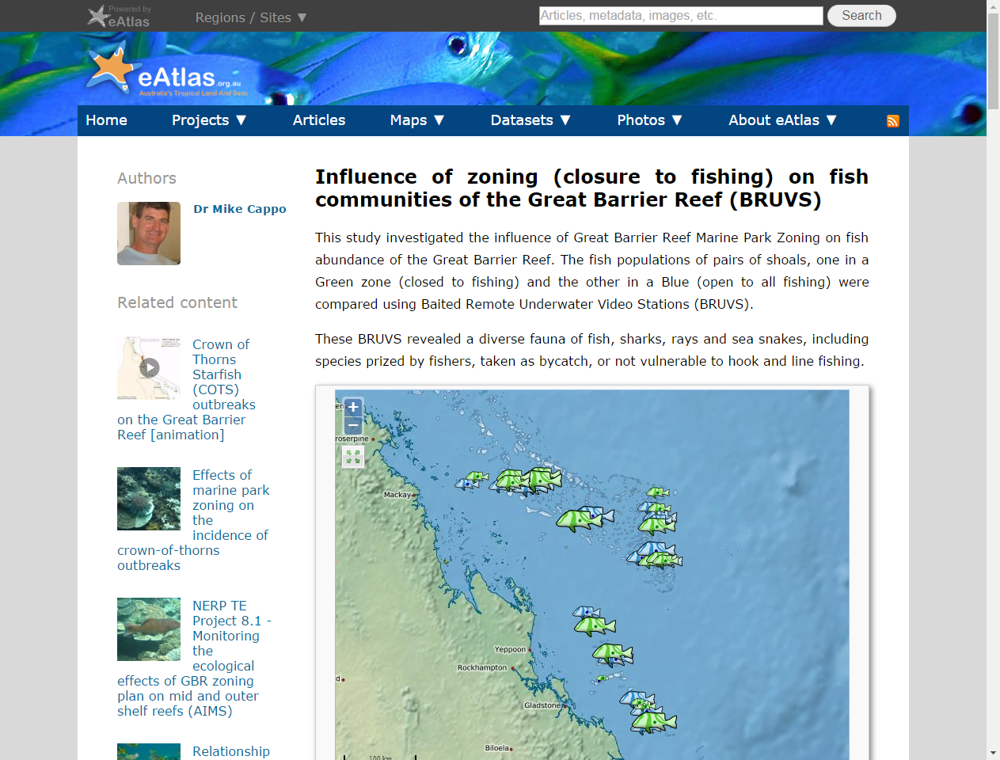 Powered by
eAtlas
Regions / Sites ▼
Articles, metadata, images, etc.
Search
eAtlas.org.au
Australia's Tropical Land And Seas
Home
Projects ▼
Articles
Maps ▼
Datasets ▼
Photos ▼
About eAtlas ▼
Authors
Dr Mike Cappo
Related content
Crown of
Thorns
Starfish
(COTS)
outbreaks
on the Great Barrier
Reef [animation]
Effects of
marine park
zoning on
the
incidence of
crown-of-thorns
outbreaks
NERP TE
Project 8.1 -
Monitoring
the
ecological
effects of GBR zoning
plan on mid and outer
shelf reefs (AIMS)
Relationship
Influence of zoning (closure to fishing) on fish
communities of the Great Barrier Reef (BRUVS)
This study investigated the influence of Great Barrier Reef Marine Park Zoning on fish
abundance of the Great Barrier Reef. The fish populations of pairs of shoals, one in a
Green zone (closed to fishing) and the other in a Blue (open to all fishing) were
compared using Baited Remote Underwater Video Stations (BRUVS).
These BRUVS revealed a diverse fauna of fish, sharks, rays and sea snakes, including
species prized by fishers, taken as bycatch, or not vulnerable to hook and line fishing.
+
−
en
roserpine
Mackay
Yeppoon
Rockhampton
d
Gladstone
Biloela
100 km